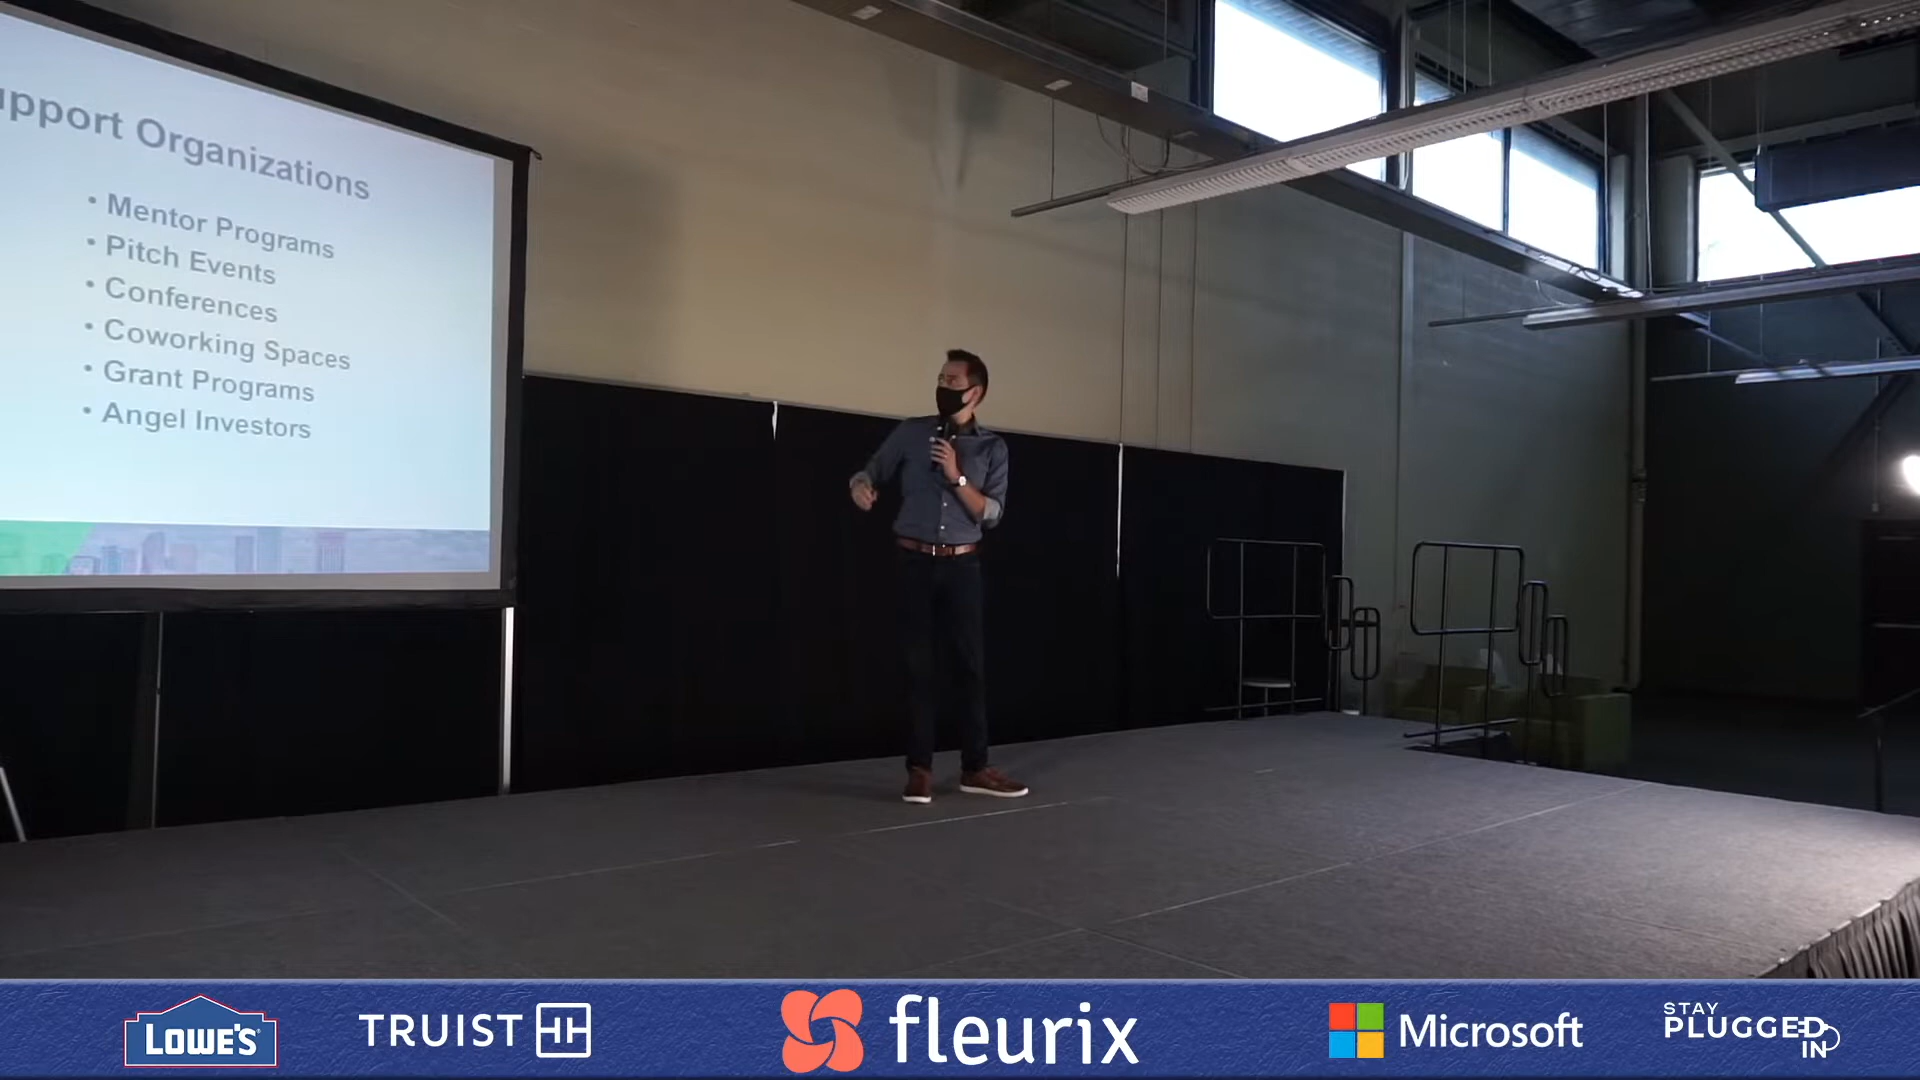 upport Organizations
• Mentor Programs
• Pitch Events
• Conferences
• Coworking Spaces
• Grant Programs
• Angel Investors
LOWE'S
TRUIST
fleurix
Microsoft
STAY
PLUGGED
IN